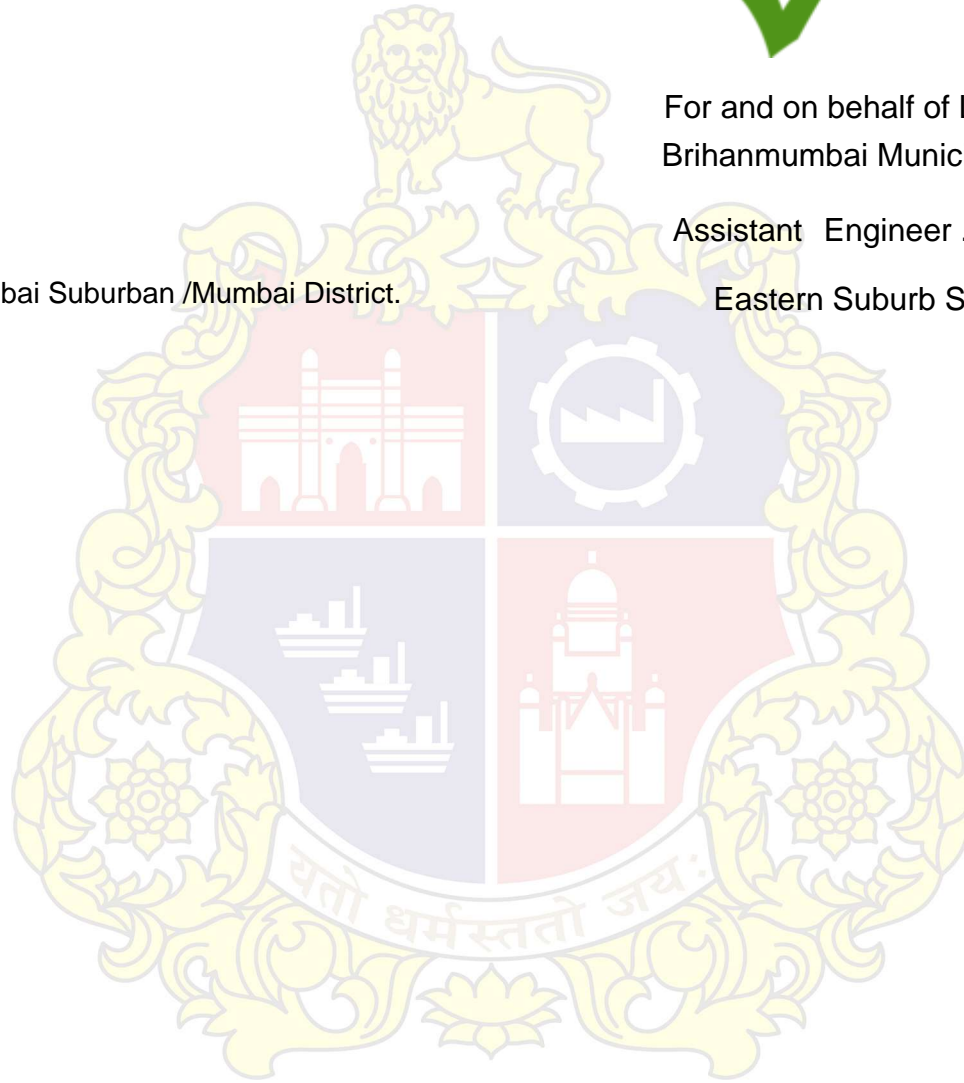 For and on behalf of
Brihanmumbai Munic
Assistant Engineer .
bai Suburban /Mumbai District.
Eastern Suburb S
यतो धर्मस्ततो जय: